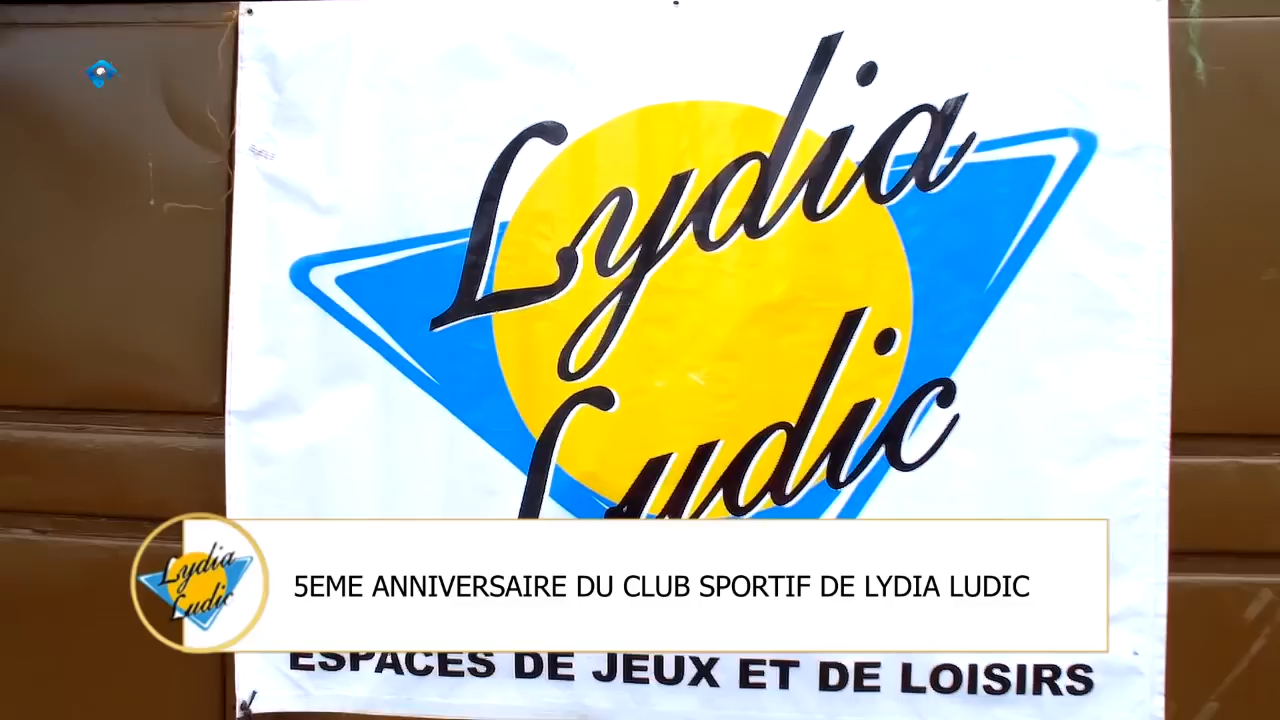 Lydia
Ludic
Lydia
Ludic
5EME ANNIVERSAIRE DU CLUB SPORTIF DE LYDIA LUDIC
ESPACES DE JEUX ET DE LOISIRS